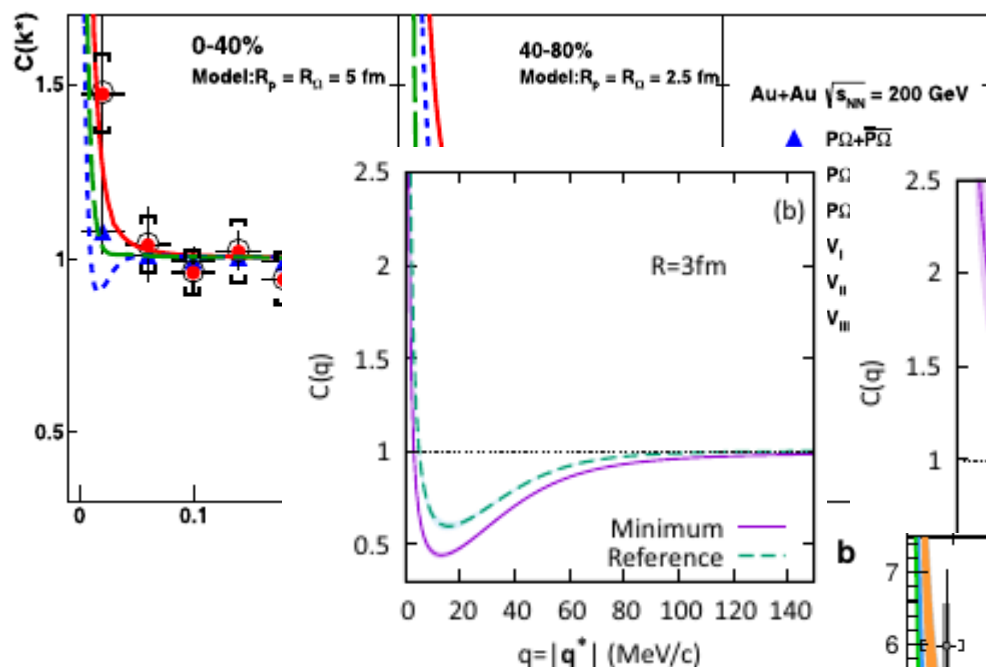 C(k*)
0-40%
Model:Rₚ = R_Ω = 5 fm
40-80%
Model:Rₚ = R_Ω = 2.5 fm
Au+Au √s_NN = 200 GeV
PΩ+P̅Ω̅
PΩ
PΩ
V_I
V_II
V_III
1.5
1
0.5
0
0.1
(b)
R=3fm
C(q)
2.5
2
1.5
1
0.5
Minimum
Reference
0
20
40
60
80
100
120
140
q=|q*| (MeV/c)
C(q)
2.5
2
1.5
1
b
7
6